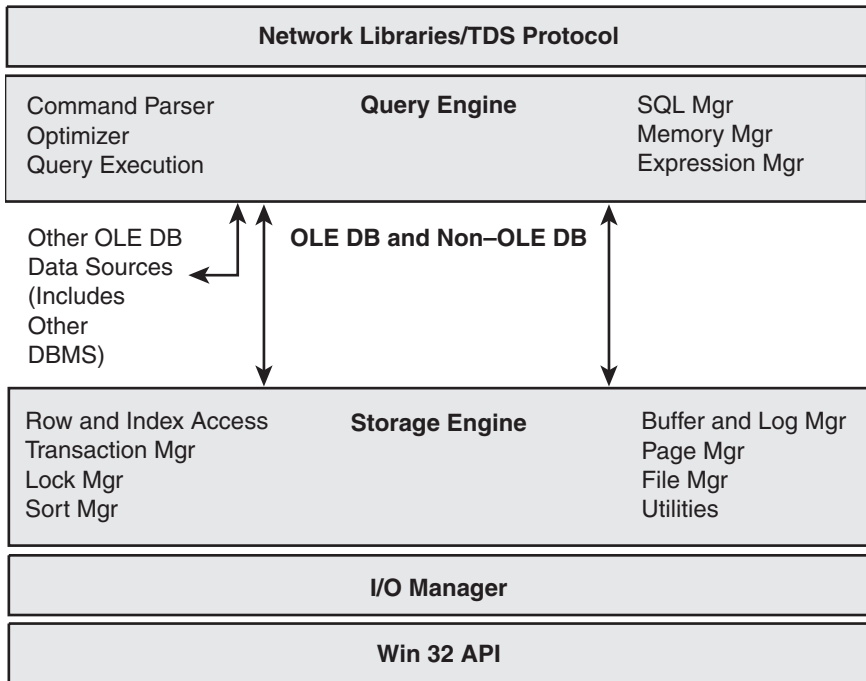 Network Libraries/TDS Protocol
Command Parser
Optimizer
Query Execution
Query Engine
SQL Mgr
Memory Mgr
Expression Mgr
Other OLE DB
Data Sources
(Includes
Other
DBMS)
OLE DB and Non–OLE DB
Row and Index Access
Transaction Mgr
Lock Mgr
Sort Mgr
Storage Engine
Buffer and Log Mgr
Page Mgr
File Mgr
Utilities
I/O Manager
Win 32 API